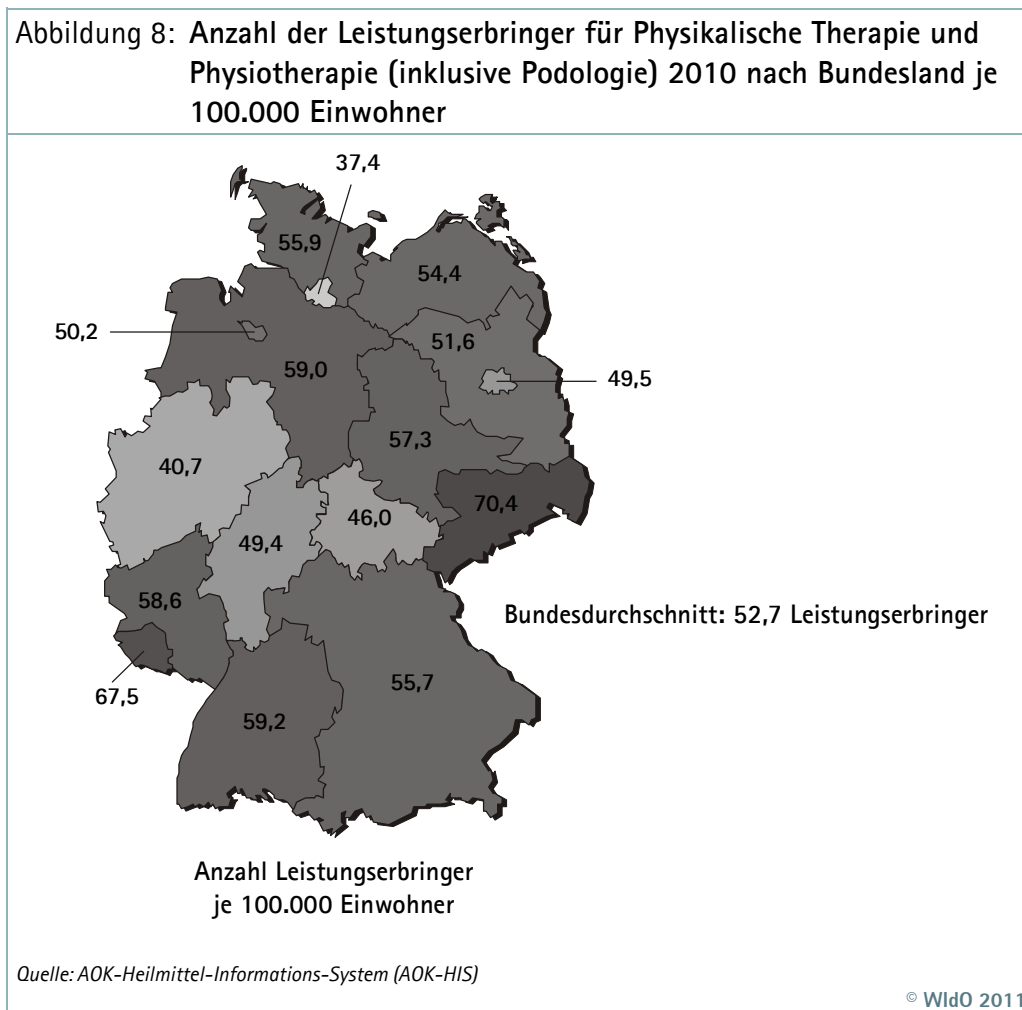 Abbildung 8: Anzahl der Leistungserbringer für Physikalische Therapie und
Physiotherapie (inklusive Podologie) 2010 nach Bundesland je
100.000 Einwohner
37,4
55,9
54,4
50,2
51,6
59,0
49,5
57,3
40,7
70,4
46,0
49,4
58,6
Bundesdurchschnitt: 52,7 Leistungserbringer
67,5
55,7
59,2
Anzahl Leistungserbringer
je 100.000 Einwohner
Quelle: AOK-Heilmittel-Informations-System (AOK-HIS)
© WIdO 2011